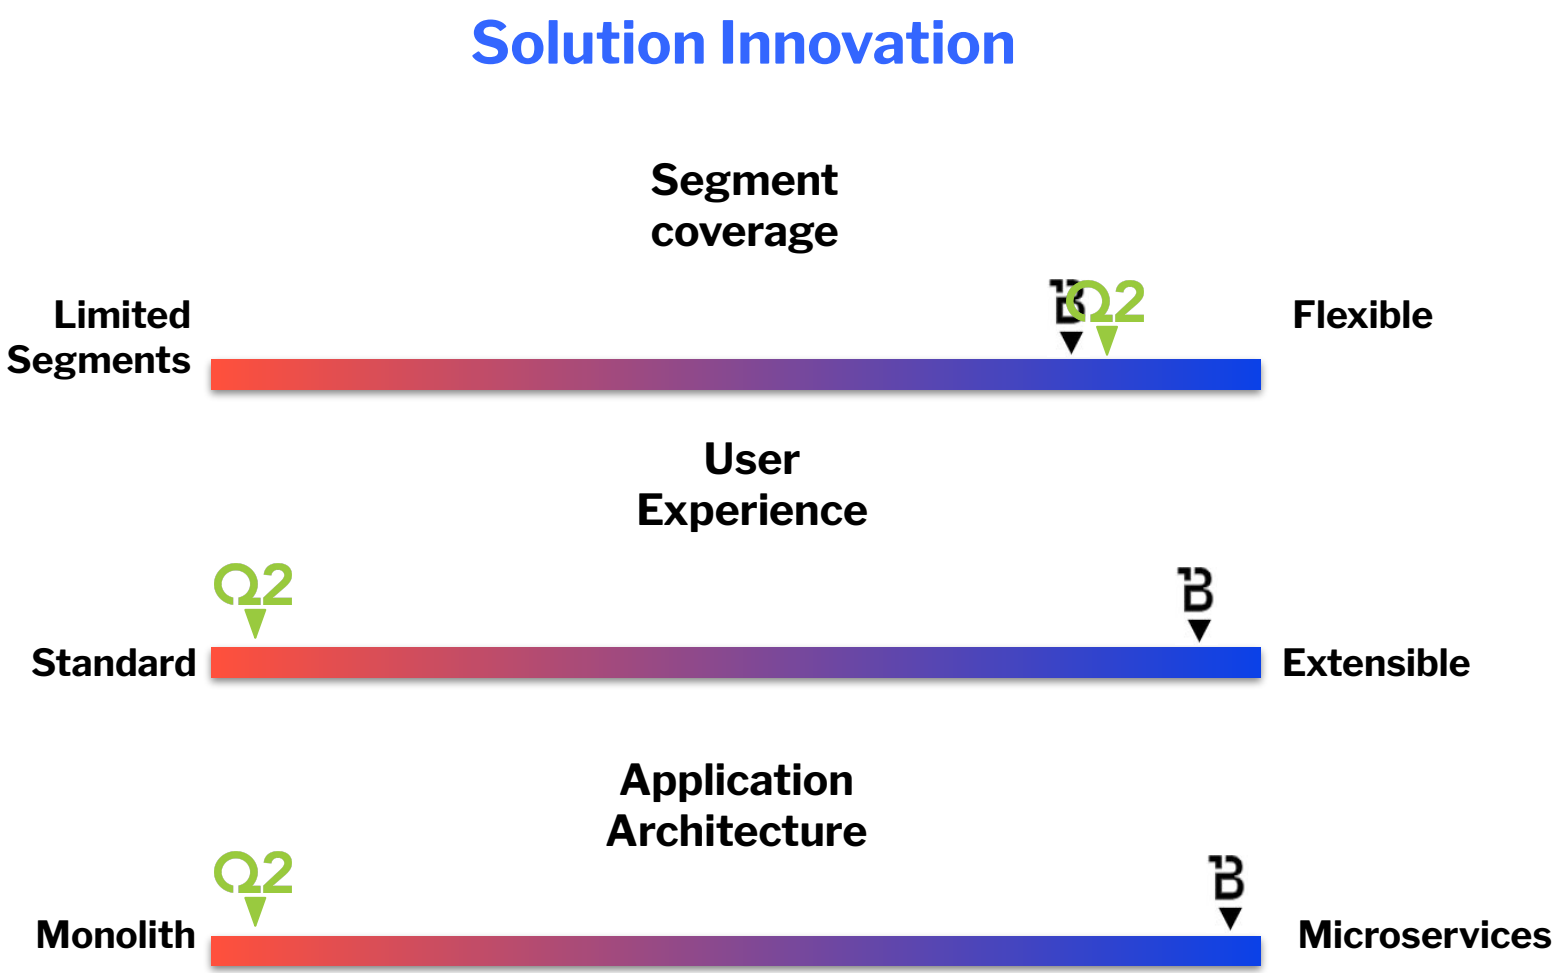 Solution Innovation
Segment
coverage
Limited
Segments
B Q2
Flexible
User
Experience
Q2
B
Standard
Extensible
Application
Architecture
Q2
B
Monolith
Microservices